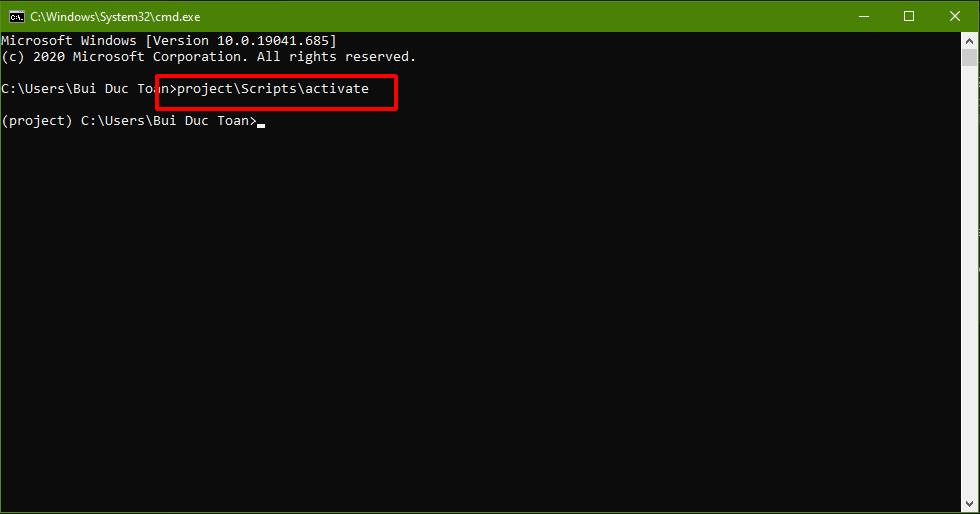 C:\Windows\System32\cmd.exe
Microsoft Windows [Version 10.0.19041.685]
(c) 2020 Microsoft Corporation. All rights reserved.
C:\Users\Bui Duc Toan>project\Scripts\activate
(project) C:\Users\Bui Duc Toan>